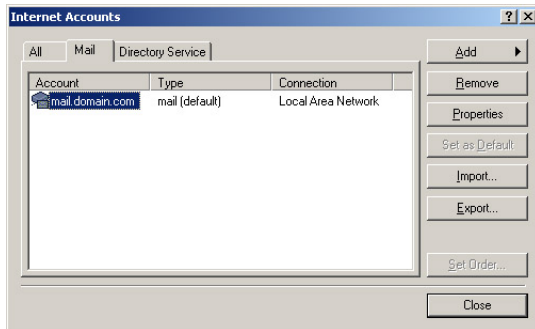 Internet Accounts
All Mail Directory Service
Add
Account Type Connection
mail.domain.com mail (default) Local Area Network
Remove
Properties
Set as Default
Import...
Export...
Set Order...
Close